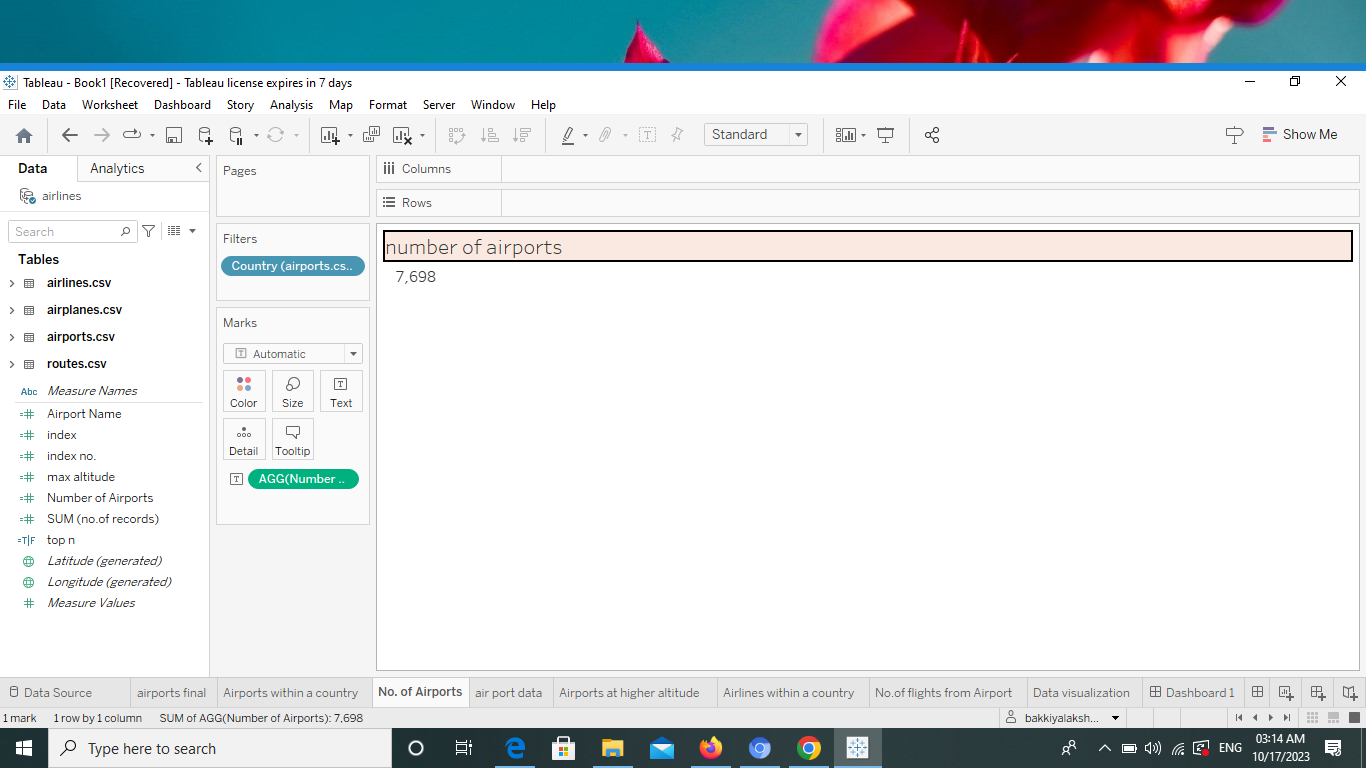 Tableau - Book1 [Recovered] - Tableau license expires in 7 days
File Data Worksheet Dashboard Story Analysis Map Format Server Window Help
Standard
Show Me
Data Analytics
airlines
Search
Tables
airlines.csv
airplanes.csv
airports.csv
routes.csv
Abc Measure Names
Airport Name
index
index no.
max altitude
Number of Airports
SUM (no.of records)
=T|F top n
Latitude (generated)
Longitude (generated)
Measure Values
Pages
Filters
Country (airports.cs..
Marks
Automatic
Color Size Text
Detail Tooltip
AGG(Number ..
Columns
Rows
number of airports
7,698
Data Source airports final Airports within a country No. of Airports air port data Airports at higher altitude Airlines within a country No.of flights from Airport Data visualization Dashboard 1
1 mark 1 row by 1 column SUM of AGG(Number of Airports): 7,698 bakkiyalaksh...
Type here to search
ENG
03:14 AM
10/17/2023